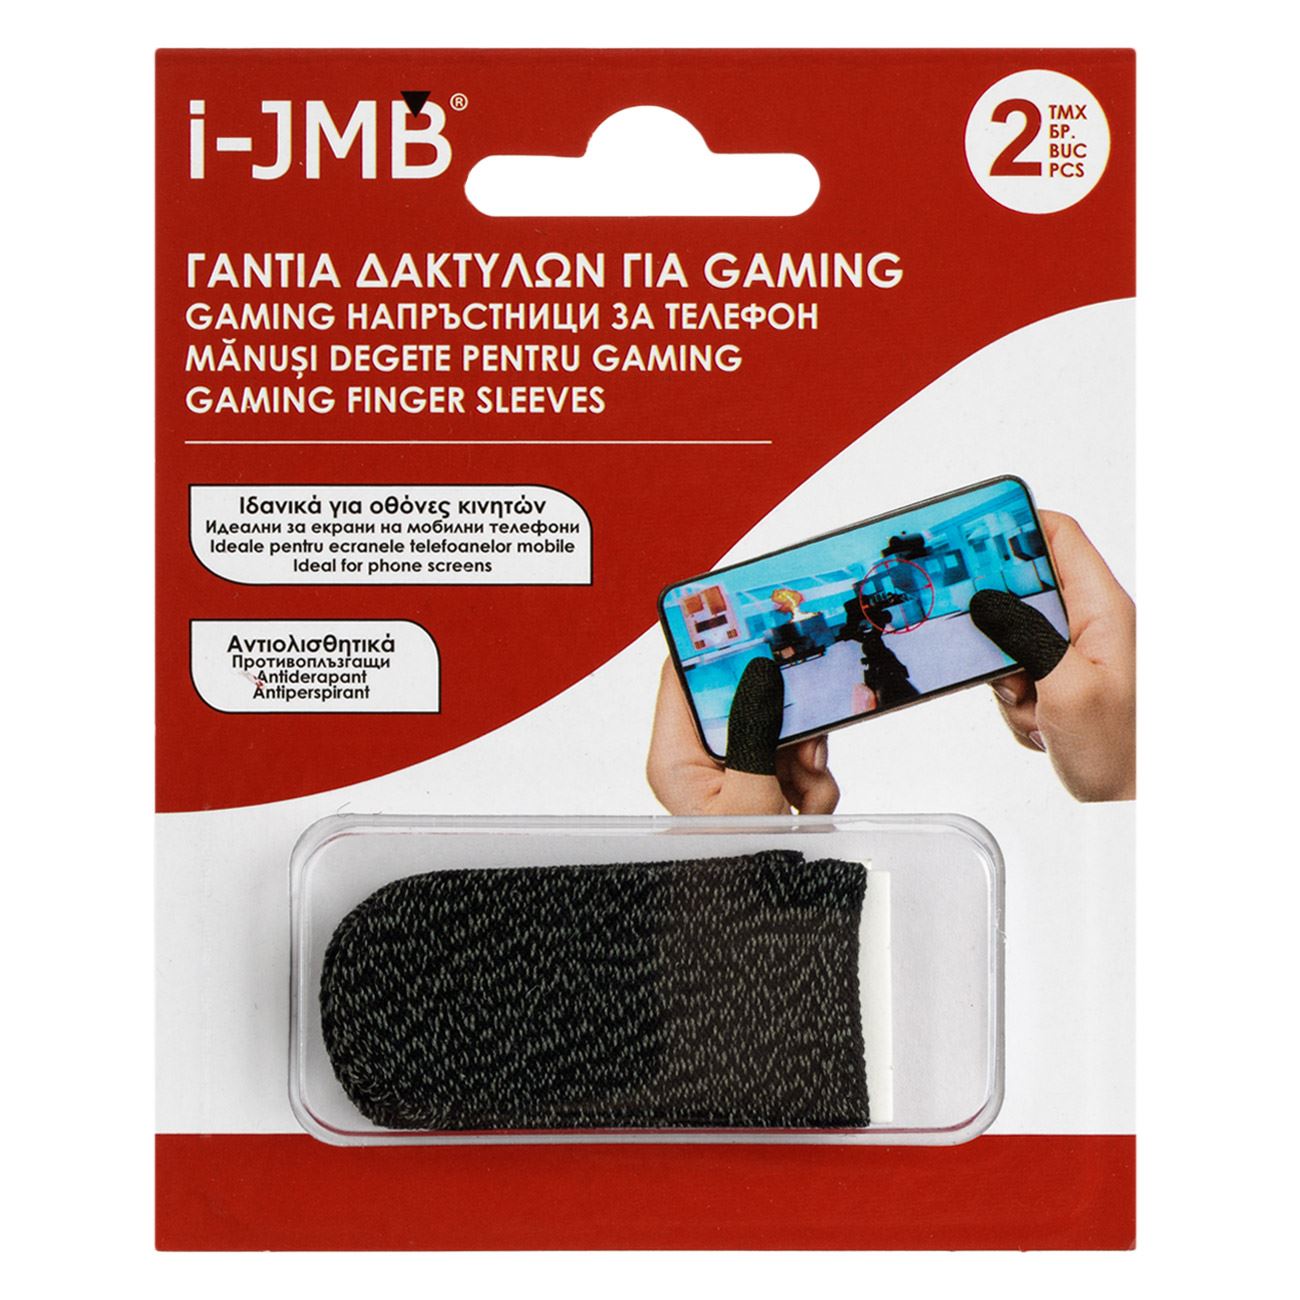 i-JMB®
2 ΤΜΧ
БР.
BUC
PCS
ΓΑΝΤΙΑ ΔΑΚΤΥΛΩΝ ΓΙΑ GAMING
GAMING НАПРЪСТНИЦИ ЗА ТЕЛЕФОН
MĂNUȘI DEGETE PENTRU GAMING
GAMING FINGER SLEEVES
Ιδανικά για οθόνες κινητών
Идеални за екрани на мобилни телефони
Ideale pentru ecranele telefoanelor mobile
Ideal for phone screens
Αντιολισθητικά
Противоплъзгащи
Antiderapant
Antiperspirant